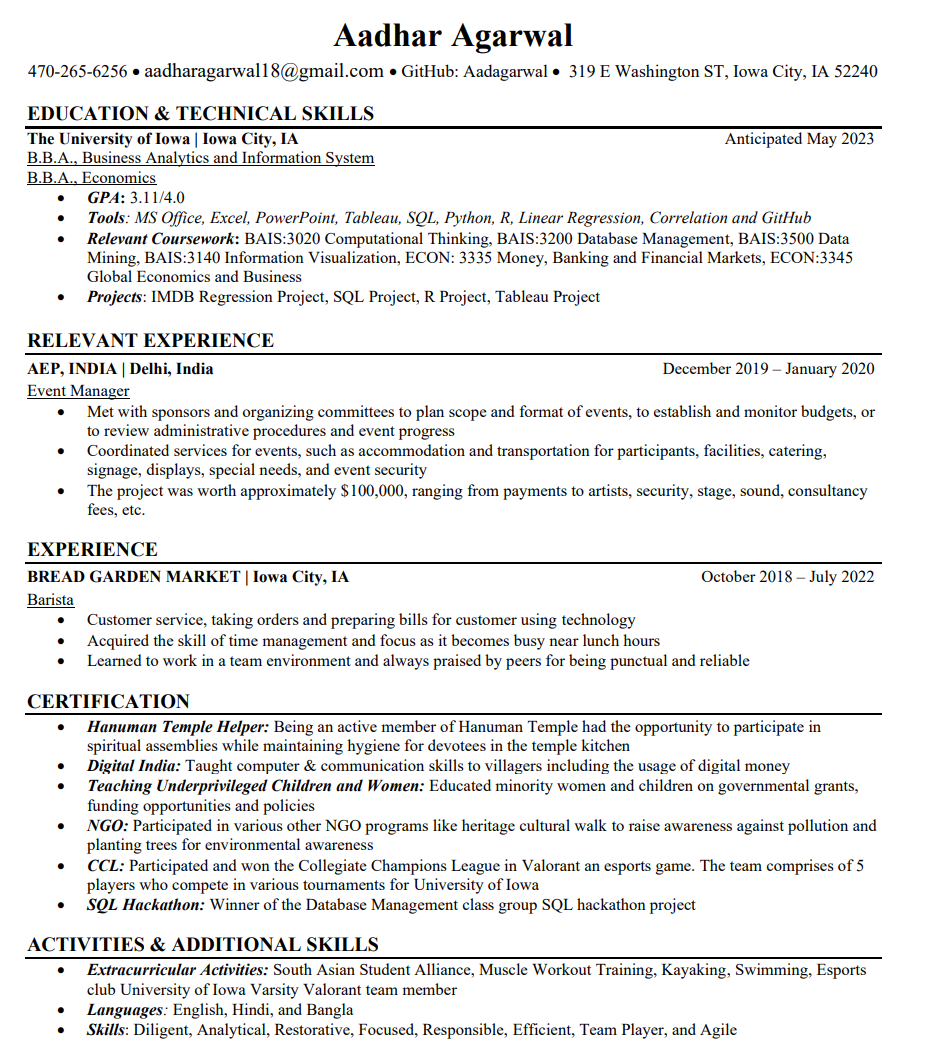 Aadhar Agarwal
470-265-6256 ● aadharagarwal18@gmail.com ● GitHub: Aadagarwal ● 319 E Washington ST, Iowa City, IA 52240
EDUCATION & TECHNICAL SKILLS
The University of Iowa | Iowa City, IA Anticipated May 2023
B.B.A., Business Analytics and Information System
B.B.A., Economics
● GPA: 3.11/4.0
● Tools: MS Office, Excel, PowerPoint, Tableau, SQL, Python, R, Linear Regression, Correlation and GitHub
● Relevant Coursework: BAIS:3020 Computational Thinking, BAIS:3200 Database Management, BAIS:3500 Data
Mining, BAIS:3140 Information Visualization, ECON: 3335 Money, Banking and Financial Markets, ECON:3345
Global Economics and Business
● Projects: IMDB Regression Project, SQL Project, R Project, Tableau Project
RELEVANT EXPERIENCE
AEP, INDIA | Delhi, India December 2019 – January 2020
Event Manager
● Met with sponsors and organizing committees to plan scope and format of events, to establish and monitor budgets, or
to review administrative procedures and event progress
● Coordinated services for events, such as accommodation and transportation for participants, facilities, catering,
signage, displays, special needs, and event security
● The project was worth approximately $100,000, ranging from payments to artists, security, stage, sound, consultancy
fees, etc.
EXPERIENCE
BREAD GARDEN MARKET | Iowa City, IA October 2018 – July 2022
Barista
● Customer service, taking orders and preparing bills for customer using technology
● Acquired the skill of time management and focus as it becomes busy near lunch hours
● Learned to work in a team environment and always praised by peers for being punctual and reliable
CERTIFICATION
● Hanuman Temple Helper: Being an active member of Hanuman Temple had the opportunity to participate in
spiritual assemblies while maintaining hygiene for devotees in the temple kitchen
● Digital India: Taught computer & communication skills to villagers including the usage of digital money
● Teaching Underprivileged Children and Women: Educated minority women and children on governmental grants,
funding opportunities and policies
● NGO: Participated in various other NGO programs like heritage cultural walk to raise awareness against pollution and
planting trees for environmental awareness
● CCL: Participated and won the Collegiate Champions League in Valorant an esports game. The team comprises of 5
players who compete in various tournaments for University of Iowa
● SQL Hackathon: Winner of the Database Management class group SQL hackathon project
ACTIVITIES & ADDITIONAL SKILLS
● Extracurricular Activities: South Asian Student Alliance, Muscle Workout Training, Kayaking, Swimming, Esports
club University of Iowa Varsity Valorant team member
● Languages: English, Hindi, and Bangla
● Skills: Diligent, Analytical, Restorative, Focused, Responsible, Efficient, Team Player, and Agile